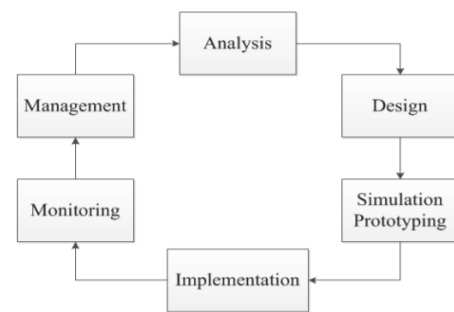 Analysis
Design
Simulation
Prototyping
Implementation
Monitoring
Management